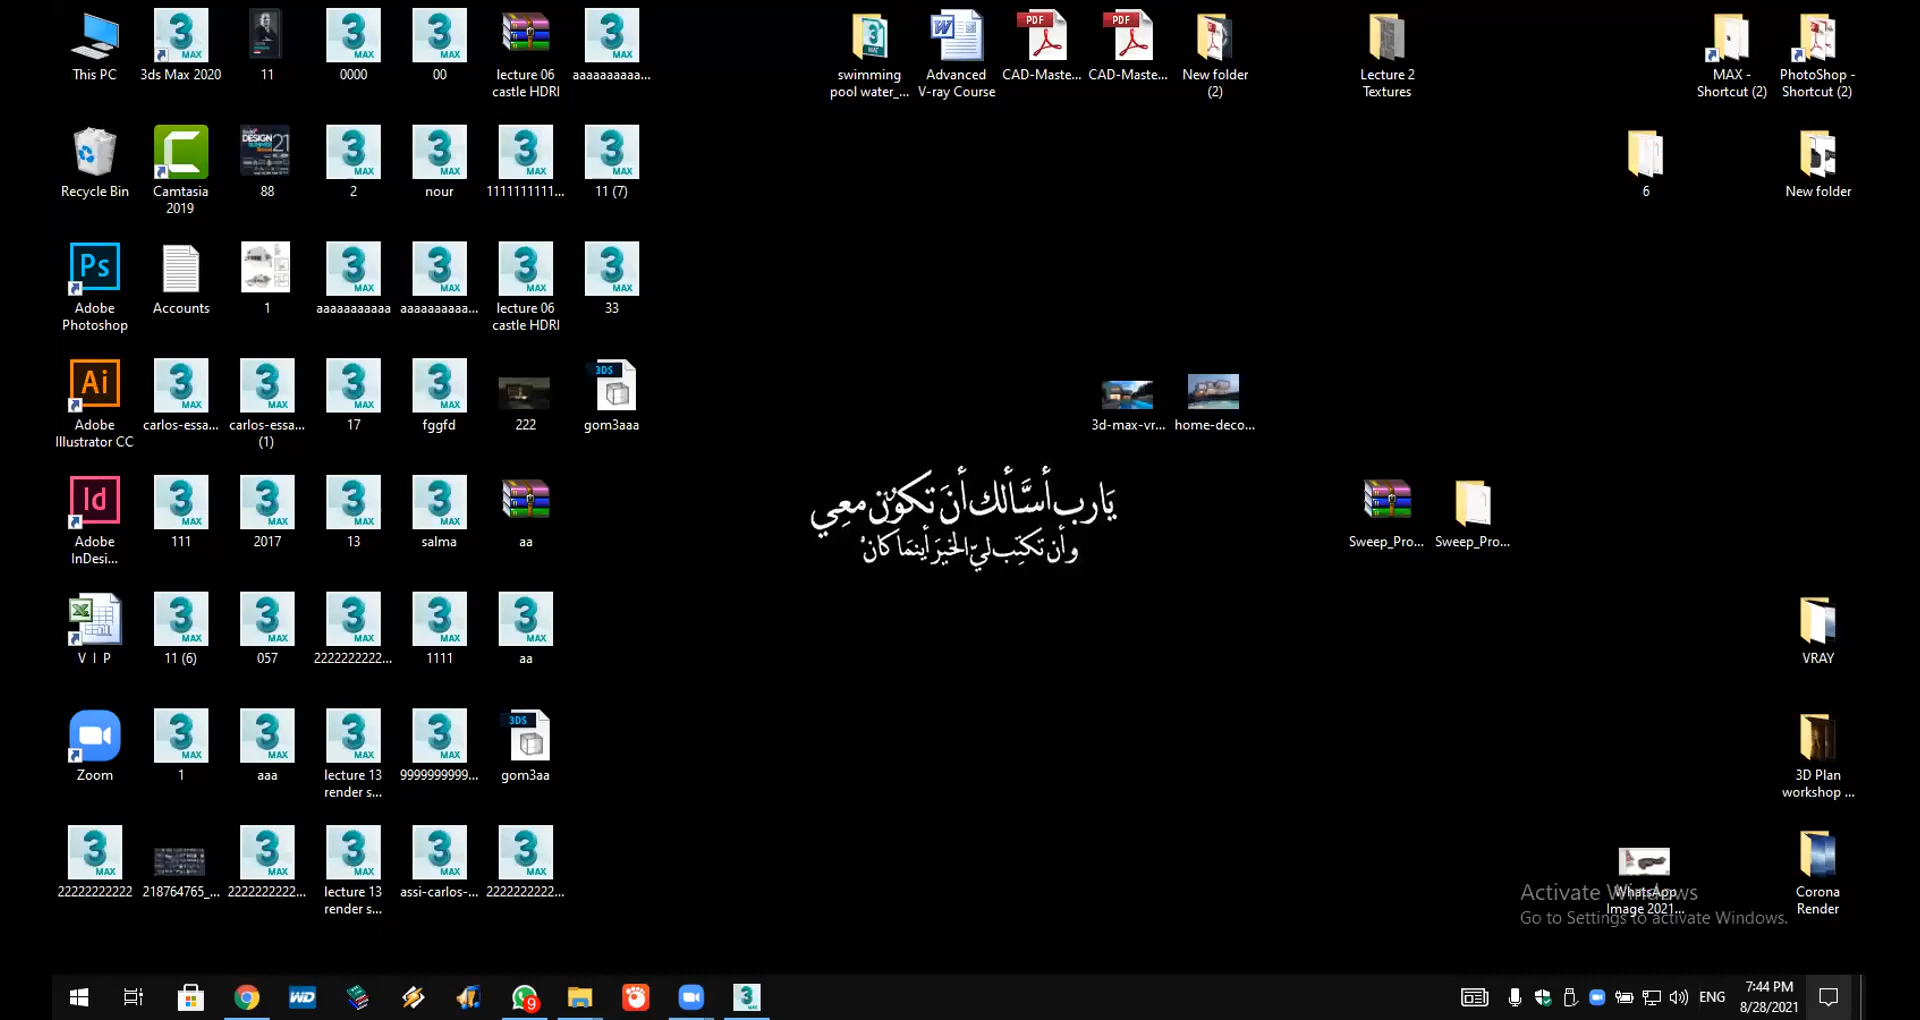 This PC
3ds Max 2020
11
0000
00
lecture 06
castle HDRI
aaaaaaaaaa...
swimming
pool water_...
Advanced
V-ray Course
CAD-Maste...
CAD-Maste...
New folder
(2)
Lecture 2
Textures
MAX -
Shortcut (2)
PhotoShop -
Shortcut (2)
Recycle Bin
Camtasia
2019
88
2
nour
1111111111...
11 (7)
6
New folder
Adobe
Photoshop
Accounts
1
aaaaaaaaaaa
aaaaaaaaaa...
lecture 06
castle HDRI
33
Adobe
Illustrator CC
carlos-essa...
carlos-essa...
(1)
17
fggfd
222
gom3aaa
3d-max-vr...
home-deco...
يارب أسألك أن تكون معي
وأن تكتب لي الخير أينما كان
Adobe
InDesi...
111
2017
13
salma
aa
Sweep_Pro...
Sweep_Pro...
V I P
11 (6)
057
2222222222...
1111
aa
VRAY
Zoom
1
aaa
lecture 13
render s...
9999999999...
gom3aa
3D Plan
workshop ...
22222222222
218764765_...
2222222222...
lecture 13
render s...
assi-carlos-...
2222222222...
WhatsApp
Image 2021...
Corona
Render
Activate Windows
Go to Settings to activate Windows.
9
ENG
7:44 PM
8/28/2021